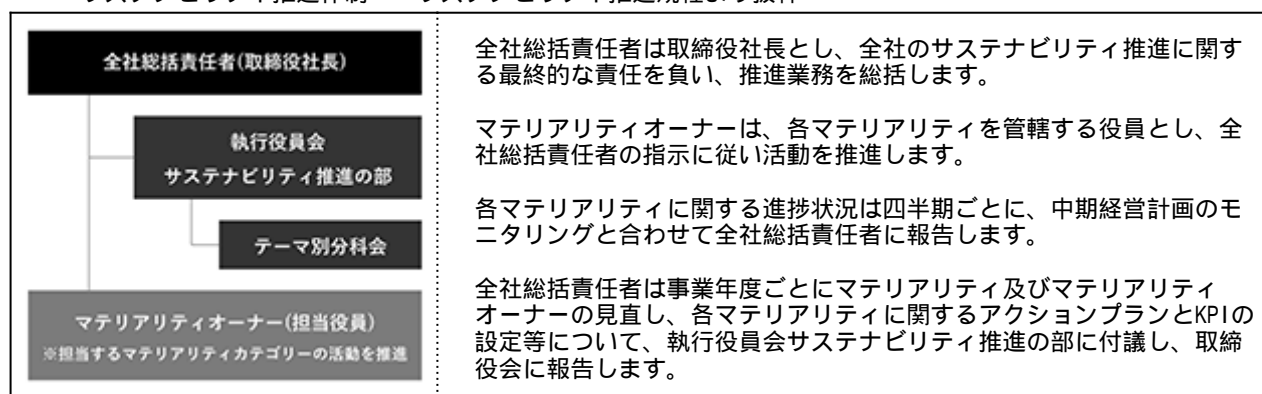 全社総括責任者(取締役社長)
執行役員会
サステナビリティ推進の部
テーマ別分科会
マテリアリティオーナー(担当役員)
※担当するマテリアリティカテゴリーの活動を推進
全社総括責任者は取締役社長とし、全社のサステナビリティ推進に関す
る最終的な責任を負い、推進業務を総括します。
マテリアリティオーナーは、各マテリアリティを管轄する役員とし、全
社総括責任者の指示に従い活動を推進します。
各マテリアリティに関する進捗状況は四半期ごとに、中期経営計画のモ
ニタリングと合わせて全社総括責任者に報告します。
全社総括責任者は事業年度ごとにマテリアリティ及びマテリアリティ
オーナーの見直し、各マテリアリティに関するアクションプランとKPIの
設定等について、執行役員会サステナビリティ推進の部に付議し、取締
役会に報告します。